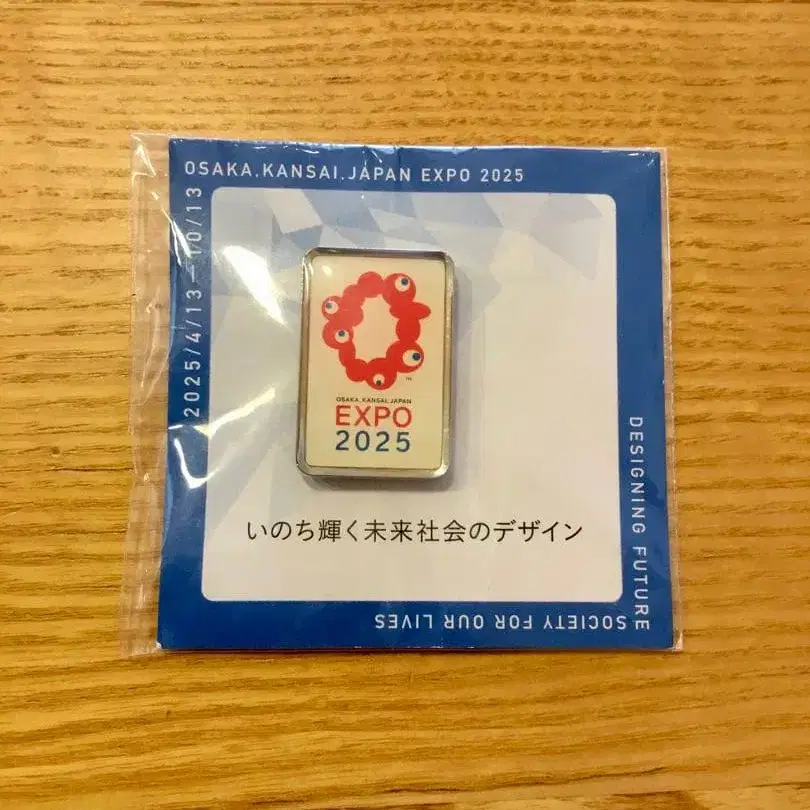 OSAKA,KANSAI,JAPAN EXPO 2025
2025/4/13—10/13
OSAKA, KANSAI, JAPAN
EXPO
2025
™
いのち輝く未来社会のデザイン
DESIGNING FUTURE
SOCIETY FOR OUR LIVES